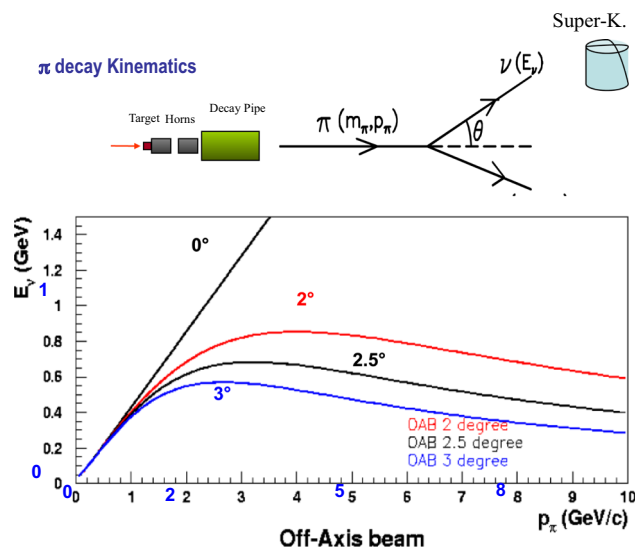 Super-K.
π decay Kinematics
ν(Eν)
Decay Pipe
Target Horns
π(mπ,pπ)
θ
Eν (GeV)
1.4
1.2
1
1
0.8
0.6
0.4
0.2
0
0
0°
2°
2.5°
3°
OAB 2 degree
OAB 2.5 degree
OAB 3 degree
0 1 2 3 4 5 6 7 8 9 10
0 2 5 8
pπ (GeV/c)
Off-Axis beam